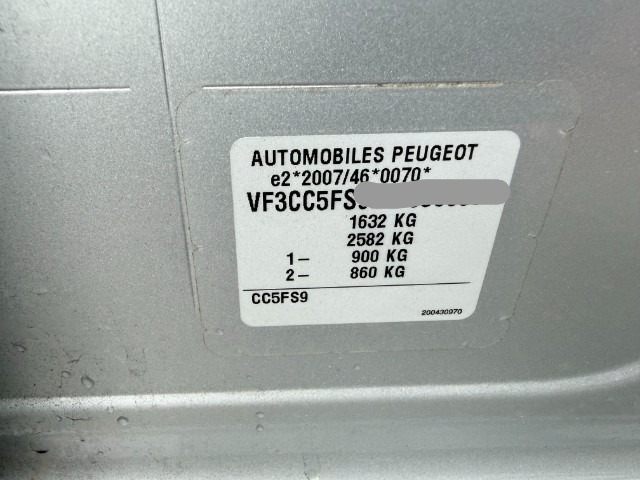 AUTOMOBILES PEUGEOT
e2*2007/46*0070*
VF3CC5FS
1632 KG
2582 KG
1– 900 KG
2– 860 KG
CC5FS9
200430970